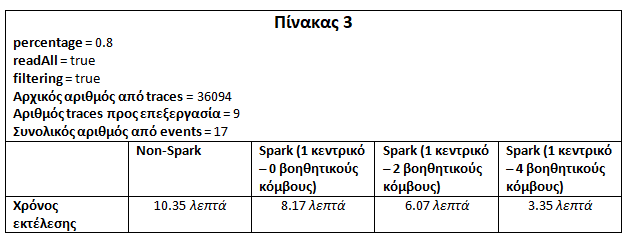 Πίνακας 3
percentage = 0.8
readAll = true
filtering = true
Αρχικός αριθμός από traces = 36094
Αριθμός traces προς επεξεργασία = 9
Συνολικός αριθμός από events = 17
Non-Spark
Spark (1 κεντρικό
– 0 βοηθητικούς
κόμβους)
Spark (1 κεντρικό
– 2 βοηθητικούς
κόμβους)
Spark (1 κεντρικό
– 4 βοηθητικούς
κόμβους)
Χρόνος
εκτέλεσης
10.35 λεπτά
8.17 λεπτά
6.07 λεπτά
3.35 λεπτά